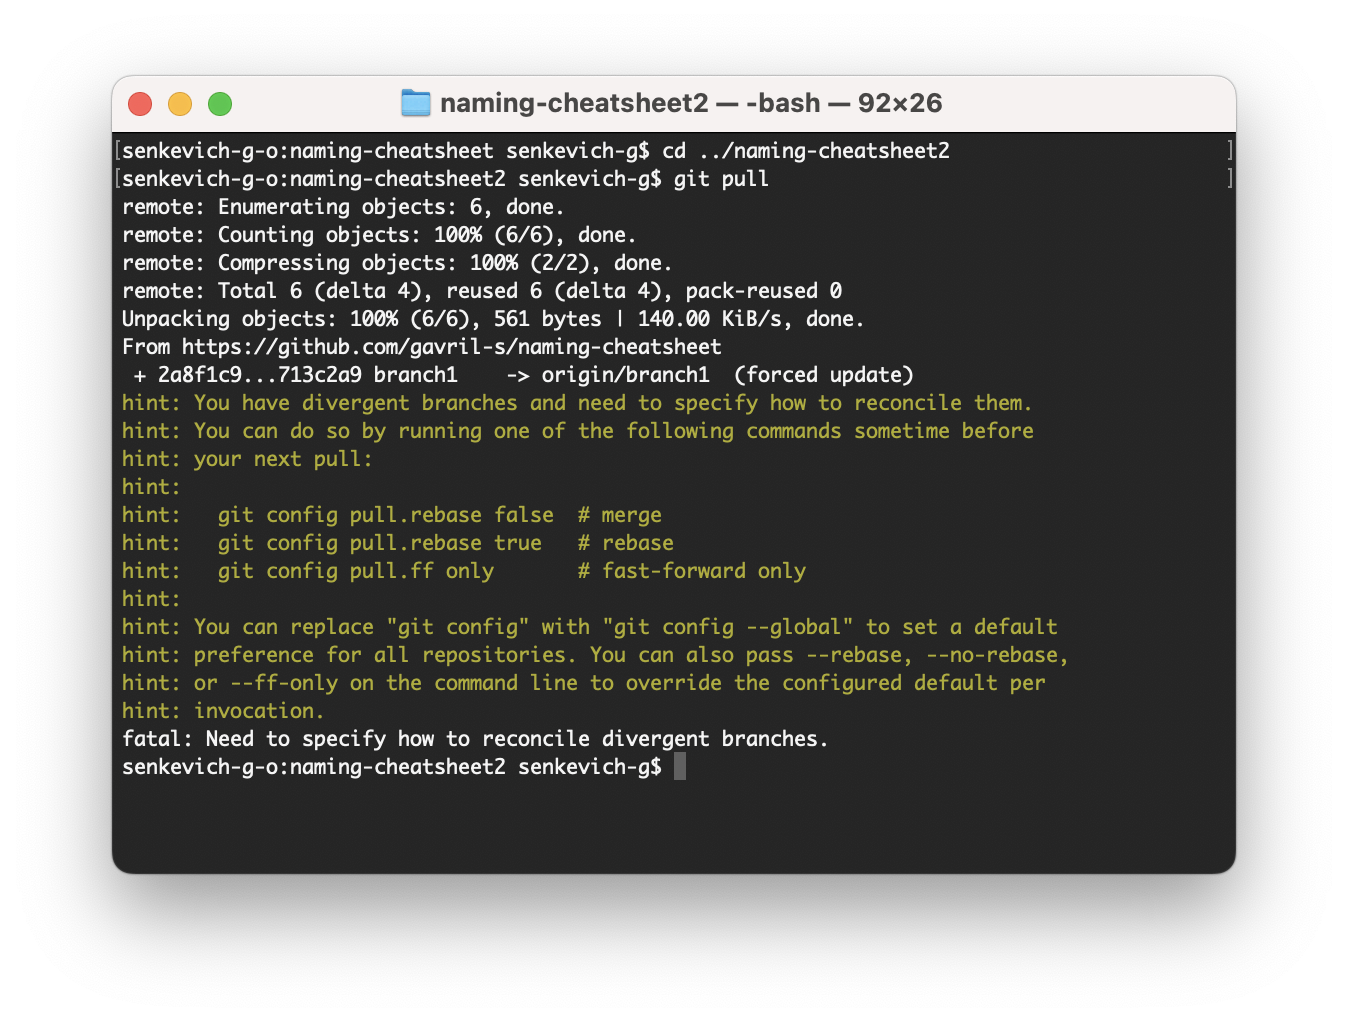 naming-cheatsheet2 — -bash — 92×26
[senkevich-g-o:naming-cheatsheet senkevich-g$ cd ../naming-cheatsheet2 ]
[senkevich-g-o:naming-cheatsheet2 senkevich-g$ git pull ]
remote: Enumerating objects: 6, done.
remote: Counting objects: 100% (6/6), done.
remote: Compressing objects: 100% (2/2), done.
remote: Total 6 (delta 4), reused 6 (delta 4), pack-reused 0
Unpacking objects: 100% (6/6), 561 bytes | 140.00 KiB/s, done.
From https://github.com/gavril-s/naming-cheatsheet
 + 2a8f1c9...713c2a9 branch1    -> origin/branch1  (forced update)
hint: You have divergent branches and need to specify how to reconcile them.
hint: You can do so by running one of the following commands sometime before
hint: your next pull:
hint:
hint:   git config pull.rebase false  # merge
hint:   git config pull.rebase true   # rebase
hint:   git config pull.ff only       # fast-forward only
hint:
hint: You can replace "git config" with "git config --global" to set a default
hint: preference for all repositories. You can also pass --rebase, --no-rebase,
hint: or --ff-only on the command line to override the configured default per
hint: invocation.
fatal: Need to specify how to reconcile divergent branches.
senkevich-g-o:naming-cheatsheet2 senkevich-g$